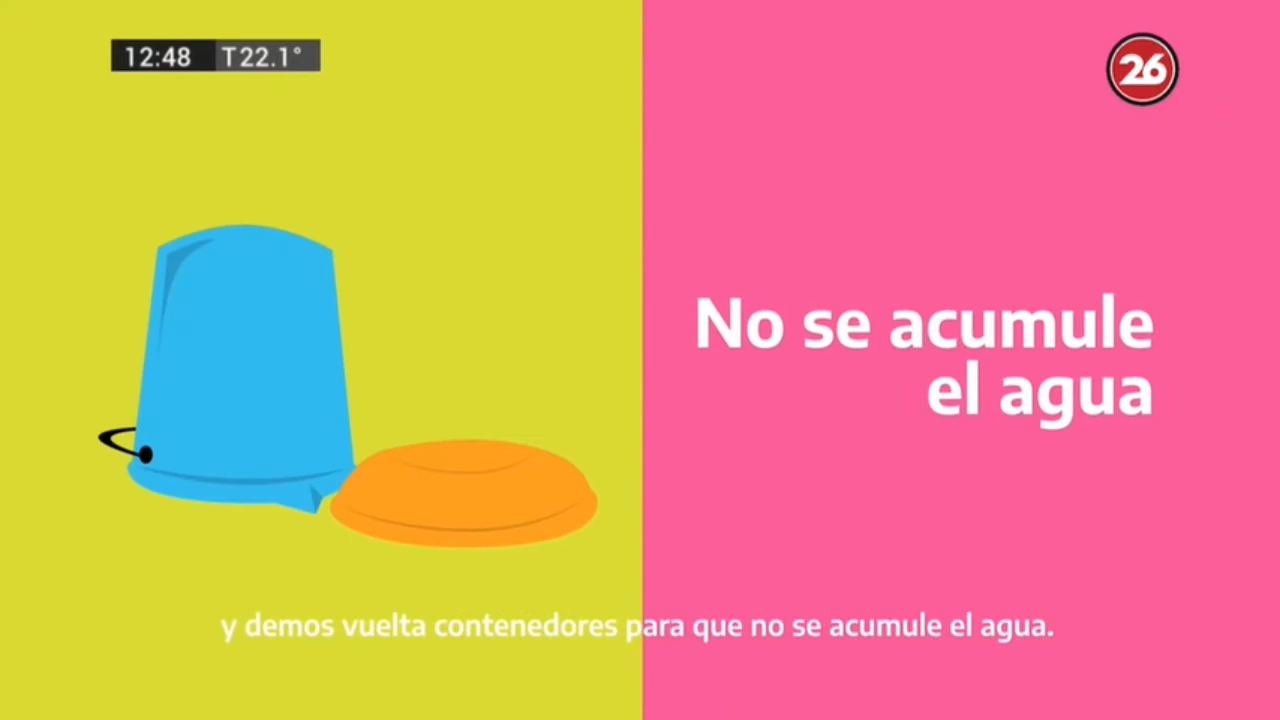 12:48 T22.1°
26
No se acumule
el agua
y demos vuelta contenedores para que no se acumule el agua.